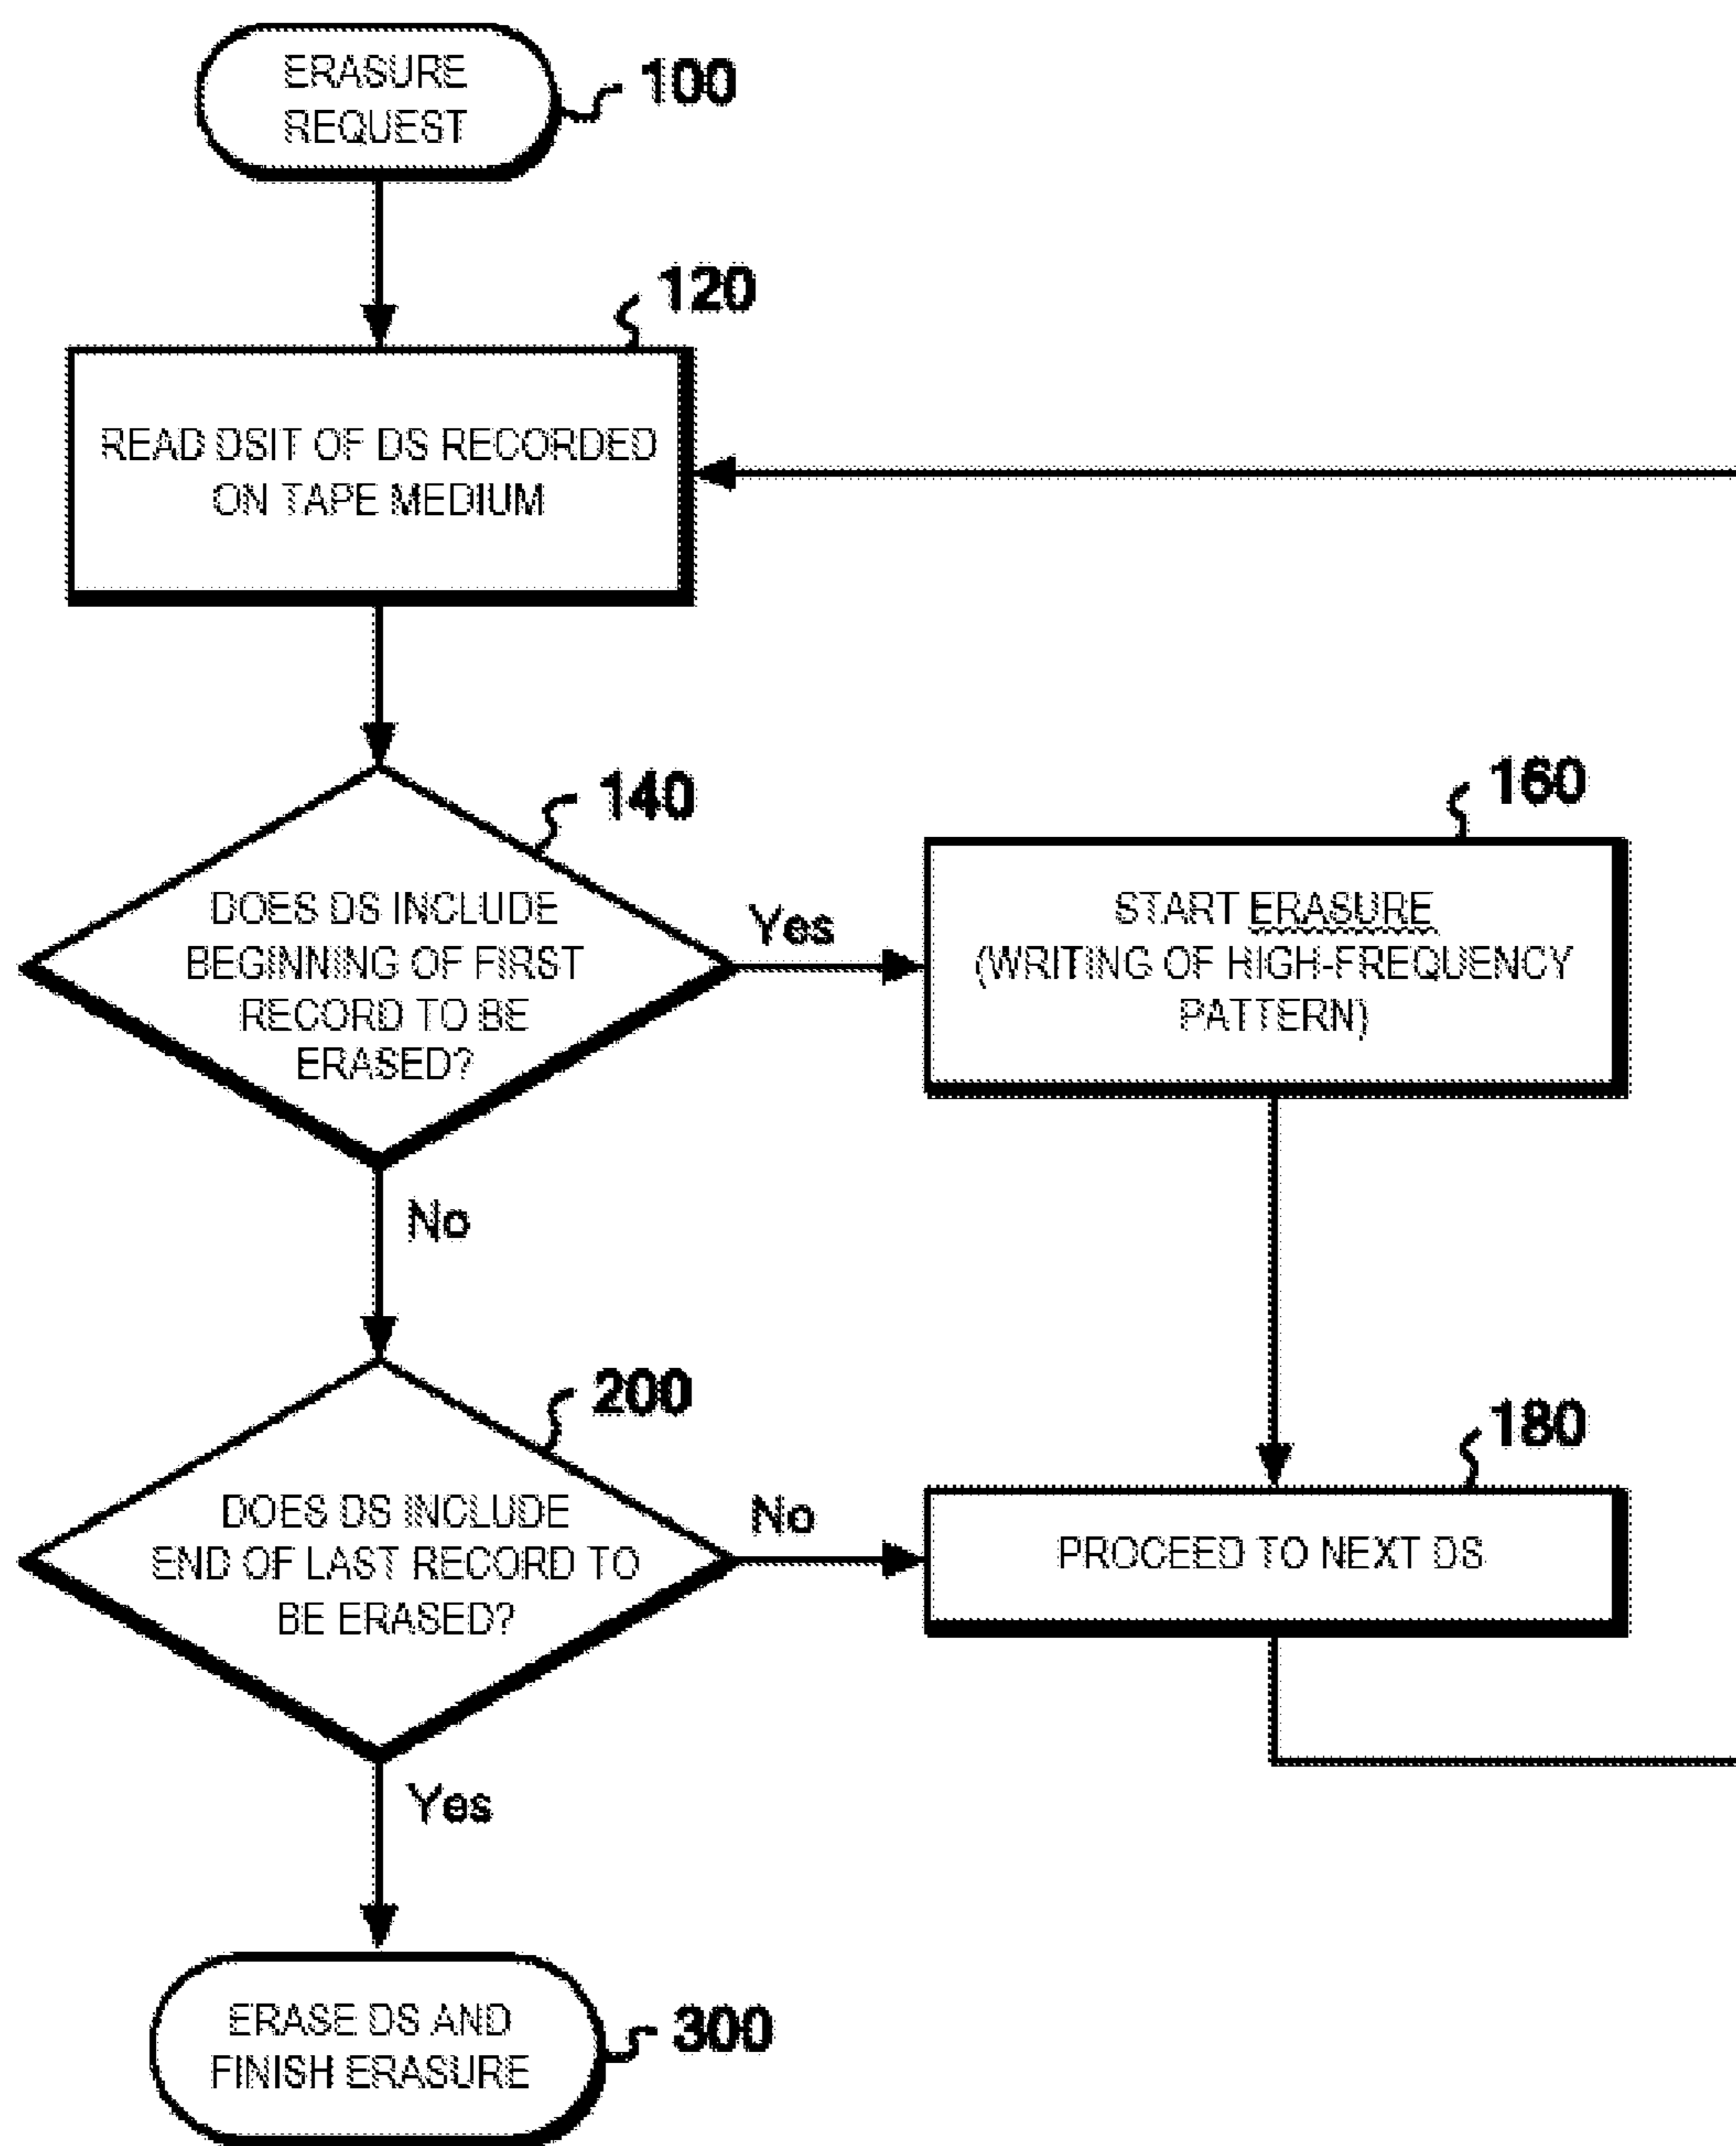 ERASURE
REQUEST
100
120
READ DSIT OF DS RECORDED
ON TAPE MEDIUM
140
DOES DS INCLUDE
BEGINNING OF FIRST
RECORD TO BE
ERASED?
Yes
160
START ERASURE
(WRITING OF HIGH-FREQUENCY
PATTERN)
No
200
DOES DS INCLUDE
END OF LAST RECORD TO
BE ERASED?
No
180
PROCEED TO NEXT DS
Yes
ERASE DS AND
FINISH ERASURE
300